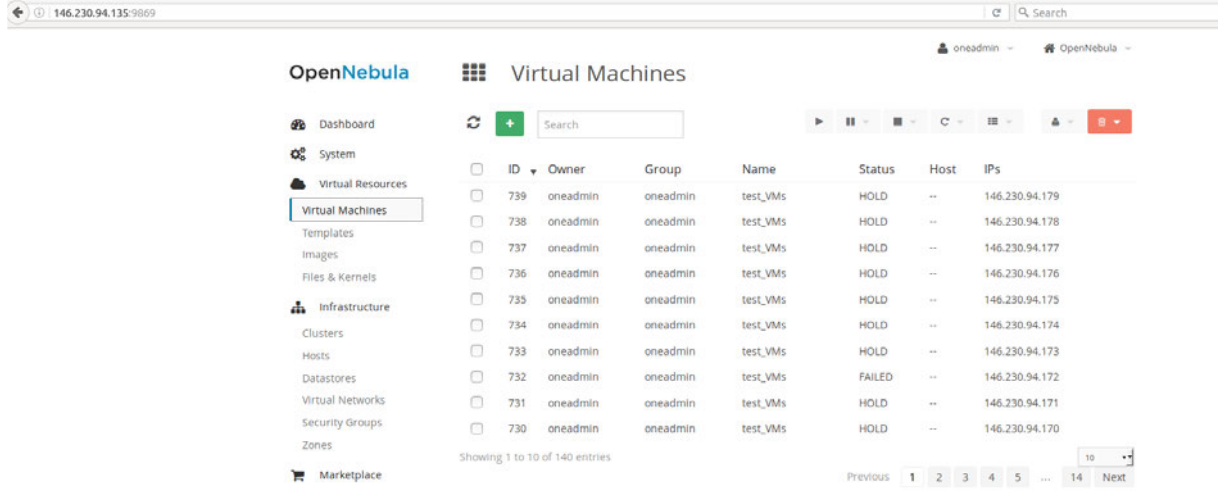 146.230.94.135:9869
Search
oneadmin
OpenNebula
OpenNebula
Virtual Machines
Dashboard
System
Virtual Resources
Virtual Machines
Templates
Images
Files & Kernels
Infrastructure
Clusters
Hosts
Datastores
Virtual Networks
Security Groups
Zones
Marketplace
Search
ID Owner Group Name Status Host IPs
739 oneadmin oneadmin test_VMs HOLD -- 146.230.94.179
738 oneadmin oneadmin test_VMs HOLD -- 146.230.94.178
737 oneadmin oneadmin test_VMs HOLD -- 146.230.94.177
736 oneadmin oneadmin test_VMs HOLD -- 146.230.94.176
735 oneadmin oneadmin test_VMs HOLD -- 146.230.94.175
734 oneadmin oneadmin test_VMs HOLD -- 146.230.94.174
733 oneadmin oneadmin test_VMs HOLD -- 146.230.94.173
732 oneadmin oneadmin test_VMs FAILED -- 146.230.94.172
731 oneadmin oneadmin test_VMs HOLD -- 146.230.94.171
730 oneadmin oneadmin test_VMs HOLD -- 146.230.94.170
Showing 1 to 10 of 140 entries
10
Previous 1 2 3 4 5 ... 14 Next